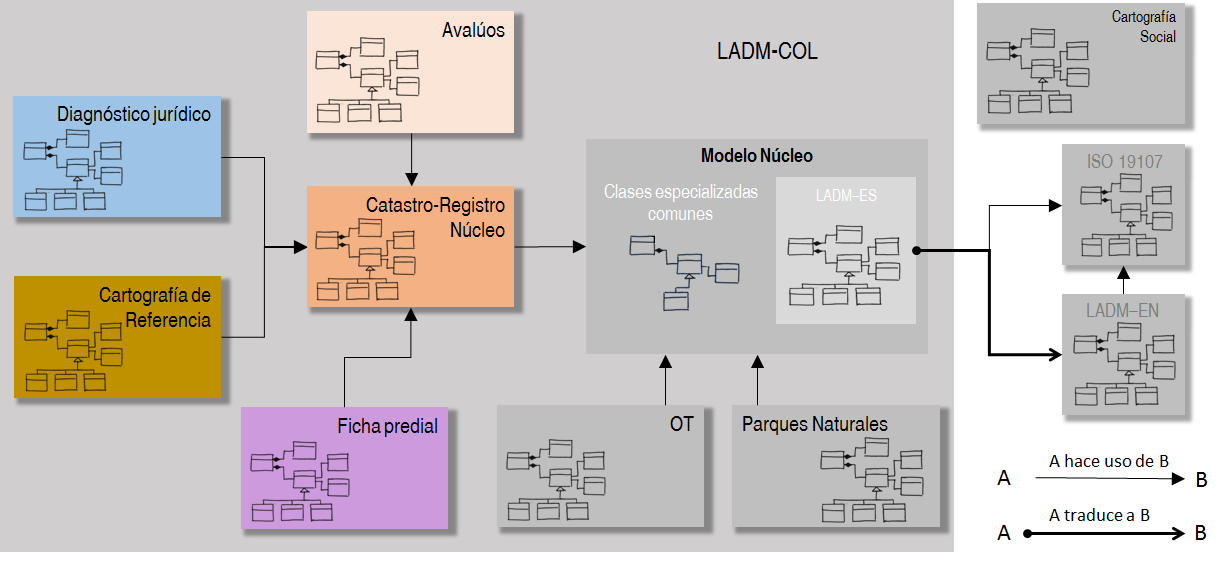 Avalúos
LADM-COL
Cartografía
Social
Diagnóstico jurídico
Modelo Núcleo
ISO 19107
Catastro-Registro
Núcleo
Clases especializadas
comunes
LADM–ES
Cartografía de
Referencia
LADM–EN
Ficha predial
OT
Parques Naturales
A hace uso de B
A
B
A traduce a B
A
B